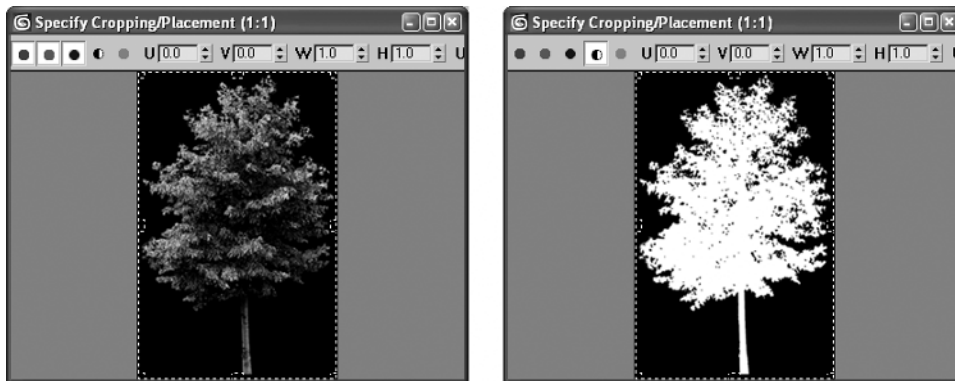 Specify Cropping/Placement (1:1)
U 0.0 V 0.0 W 1.0 H 1.0 U
Specify Cropping/Placement (1:1)
U 0.0 V 0.0 W 1.0 H 1.0